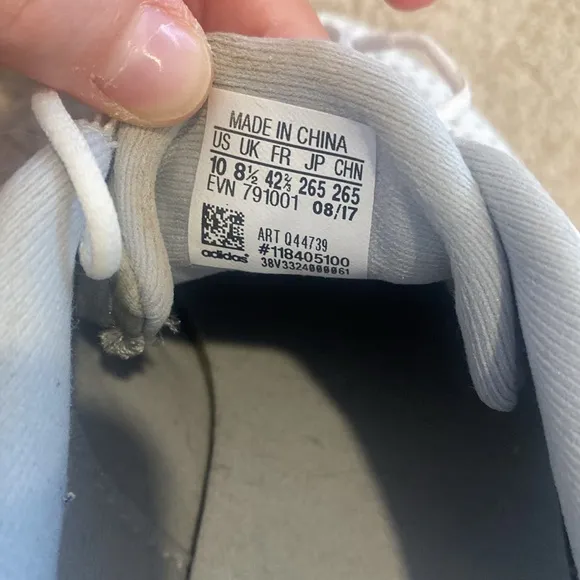 MADE IN CHINA
US UK FR JP CHN
10 8½ 42⅔ 265 265
EVN 791001 08/17
ART Q44739
#118405100
adidas®
38V3324000061